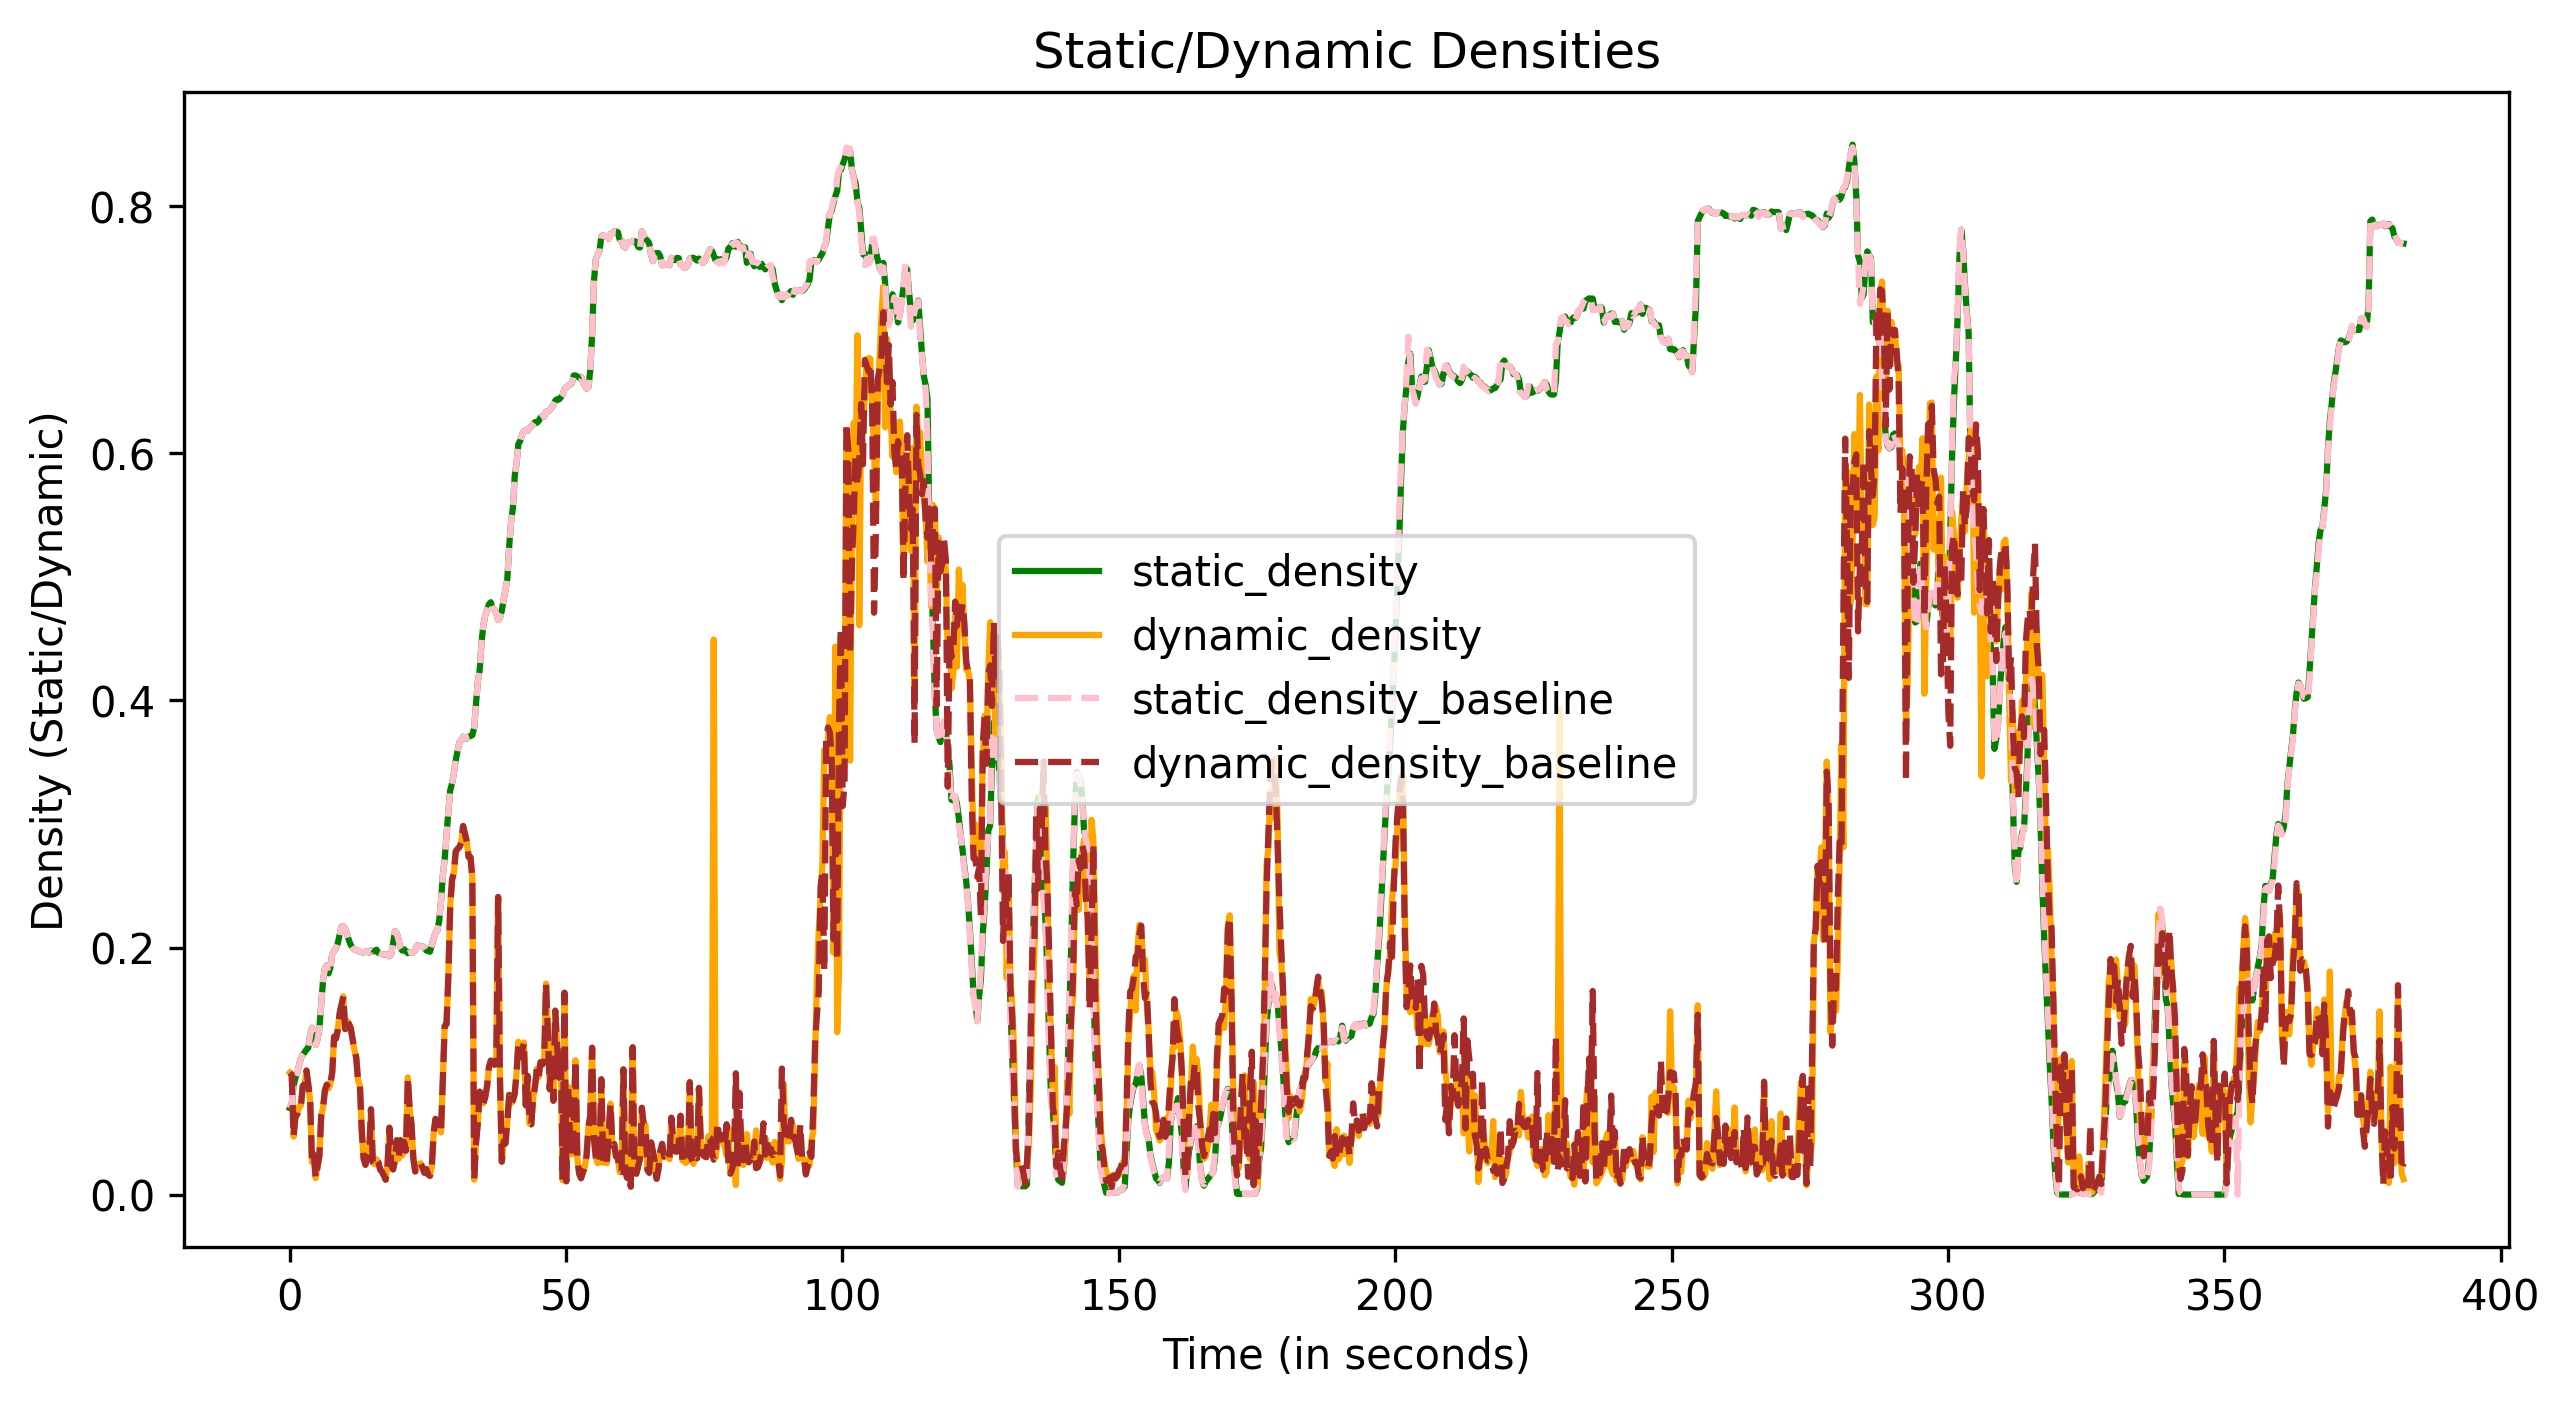 Static/Dynamic Densities
Density (Static/Dynamic)
0.8
0.6
0.4
0.2
0.0
static_density
dynamic_density
static_density_baseline
dynamic_density_baseline
0 50 100 150 200 250 300 350 400
Time (in seconds)